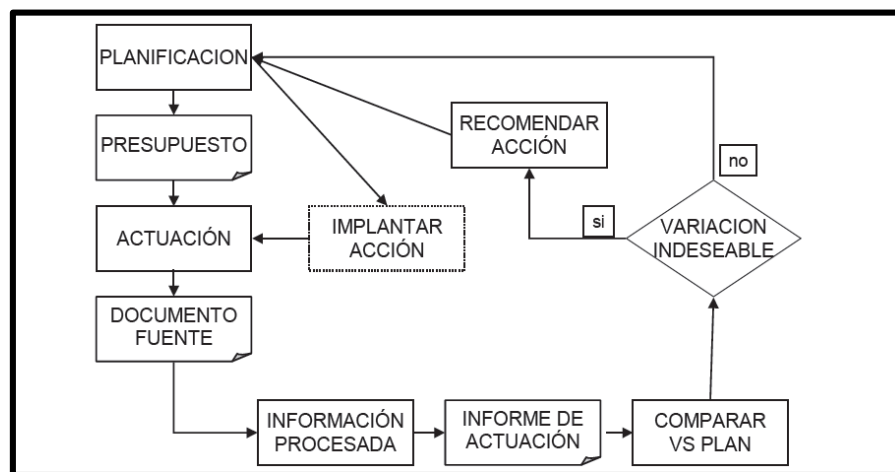 PLANIFICACION
PRESUPUESTO
RECOMENDAR
ACCIÓN
no
si
ACTUACIÓN
IMPLANTAR
ACCIÓN
VARIACION
INDESEABLE
DOCUMENTO
FUENTE
INFORMACIÓN
PROCESADA
INFORME DE
ACTUACIÓN
COMPARAR
VS PLAN